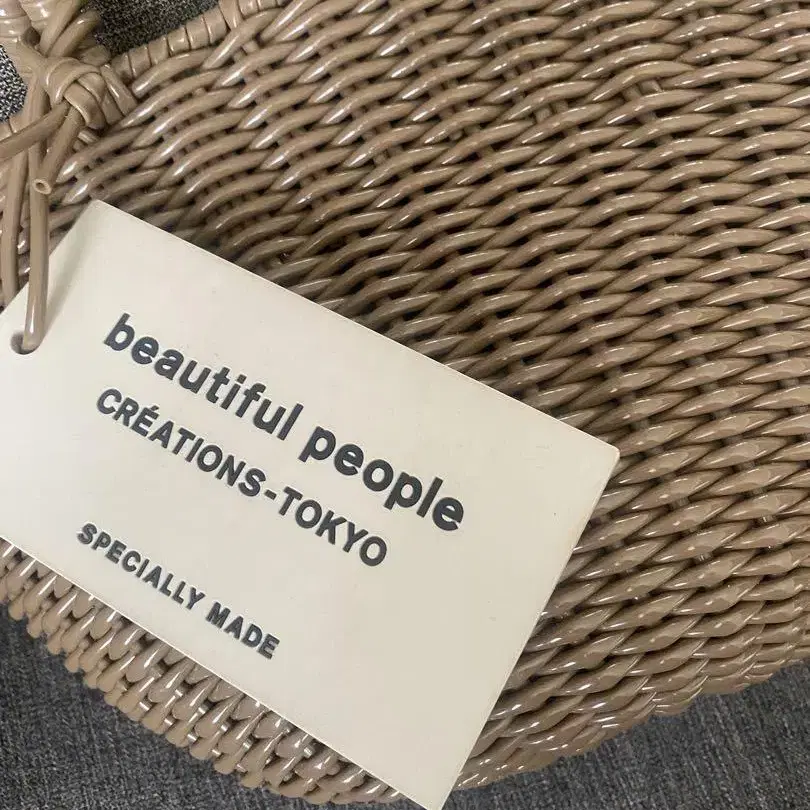 beautiful people
CRÉATIONS-TOKYO
SPECIALLY MADE